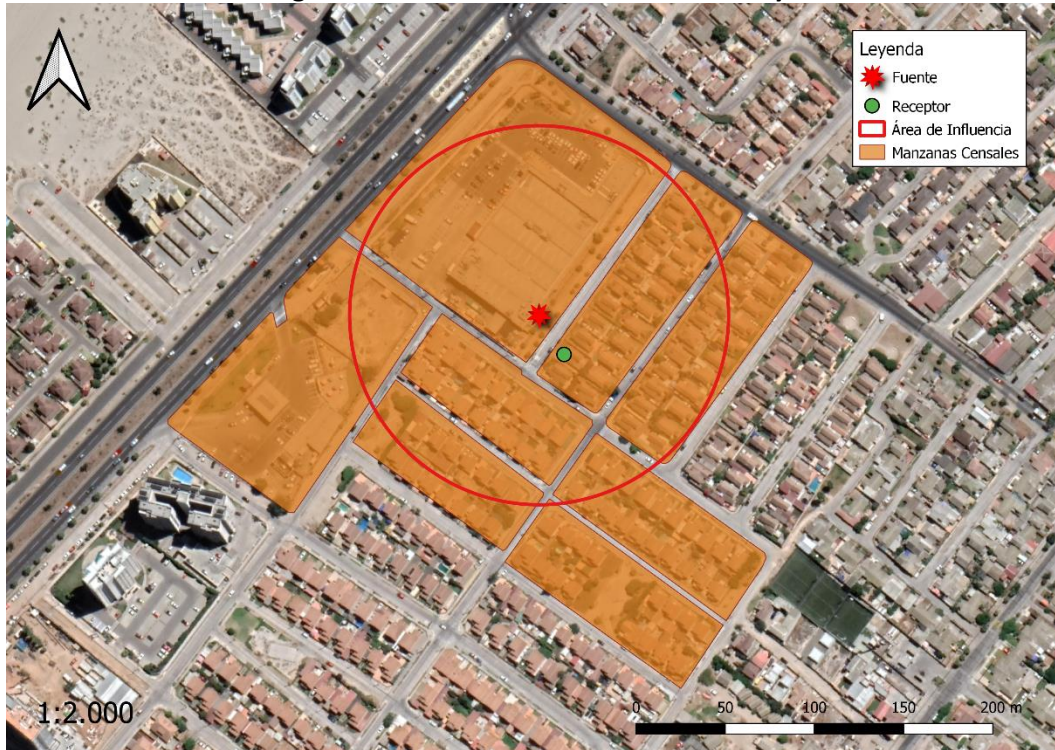 Leyenda
Fuente
Receptor
Área de Influencia
Manzanas Censales
1:2.000
0 50 100 150 200 m